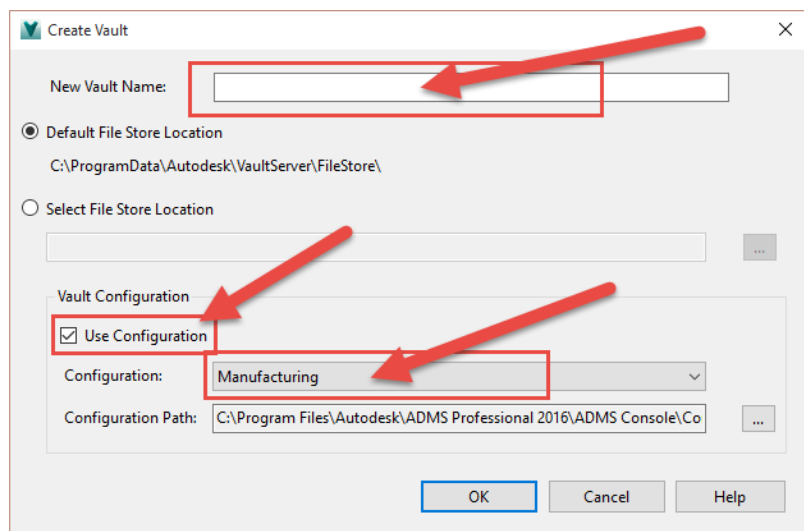 Create Vault
New Vault Name:
Default File Store Location
C:\ProgramData\Autodesk\VaultServer\FileStore\
Select File Store Location
...
Vault Configuration
Use Configuration
Configuration: Manufacturing
Configuration Path: C:\Program Files\Autodesk\ADMS Professional 2016\ADMS Console\Co ...
OK Cancel Help